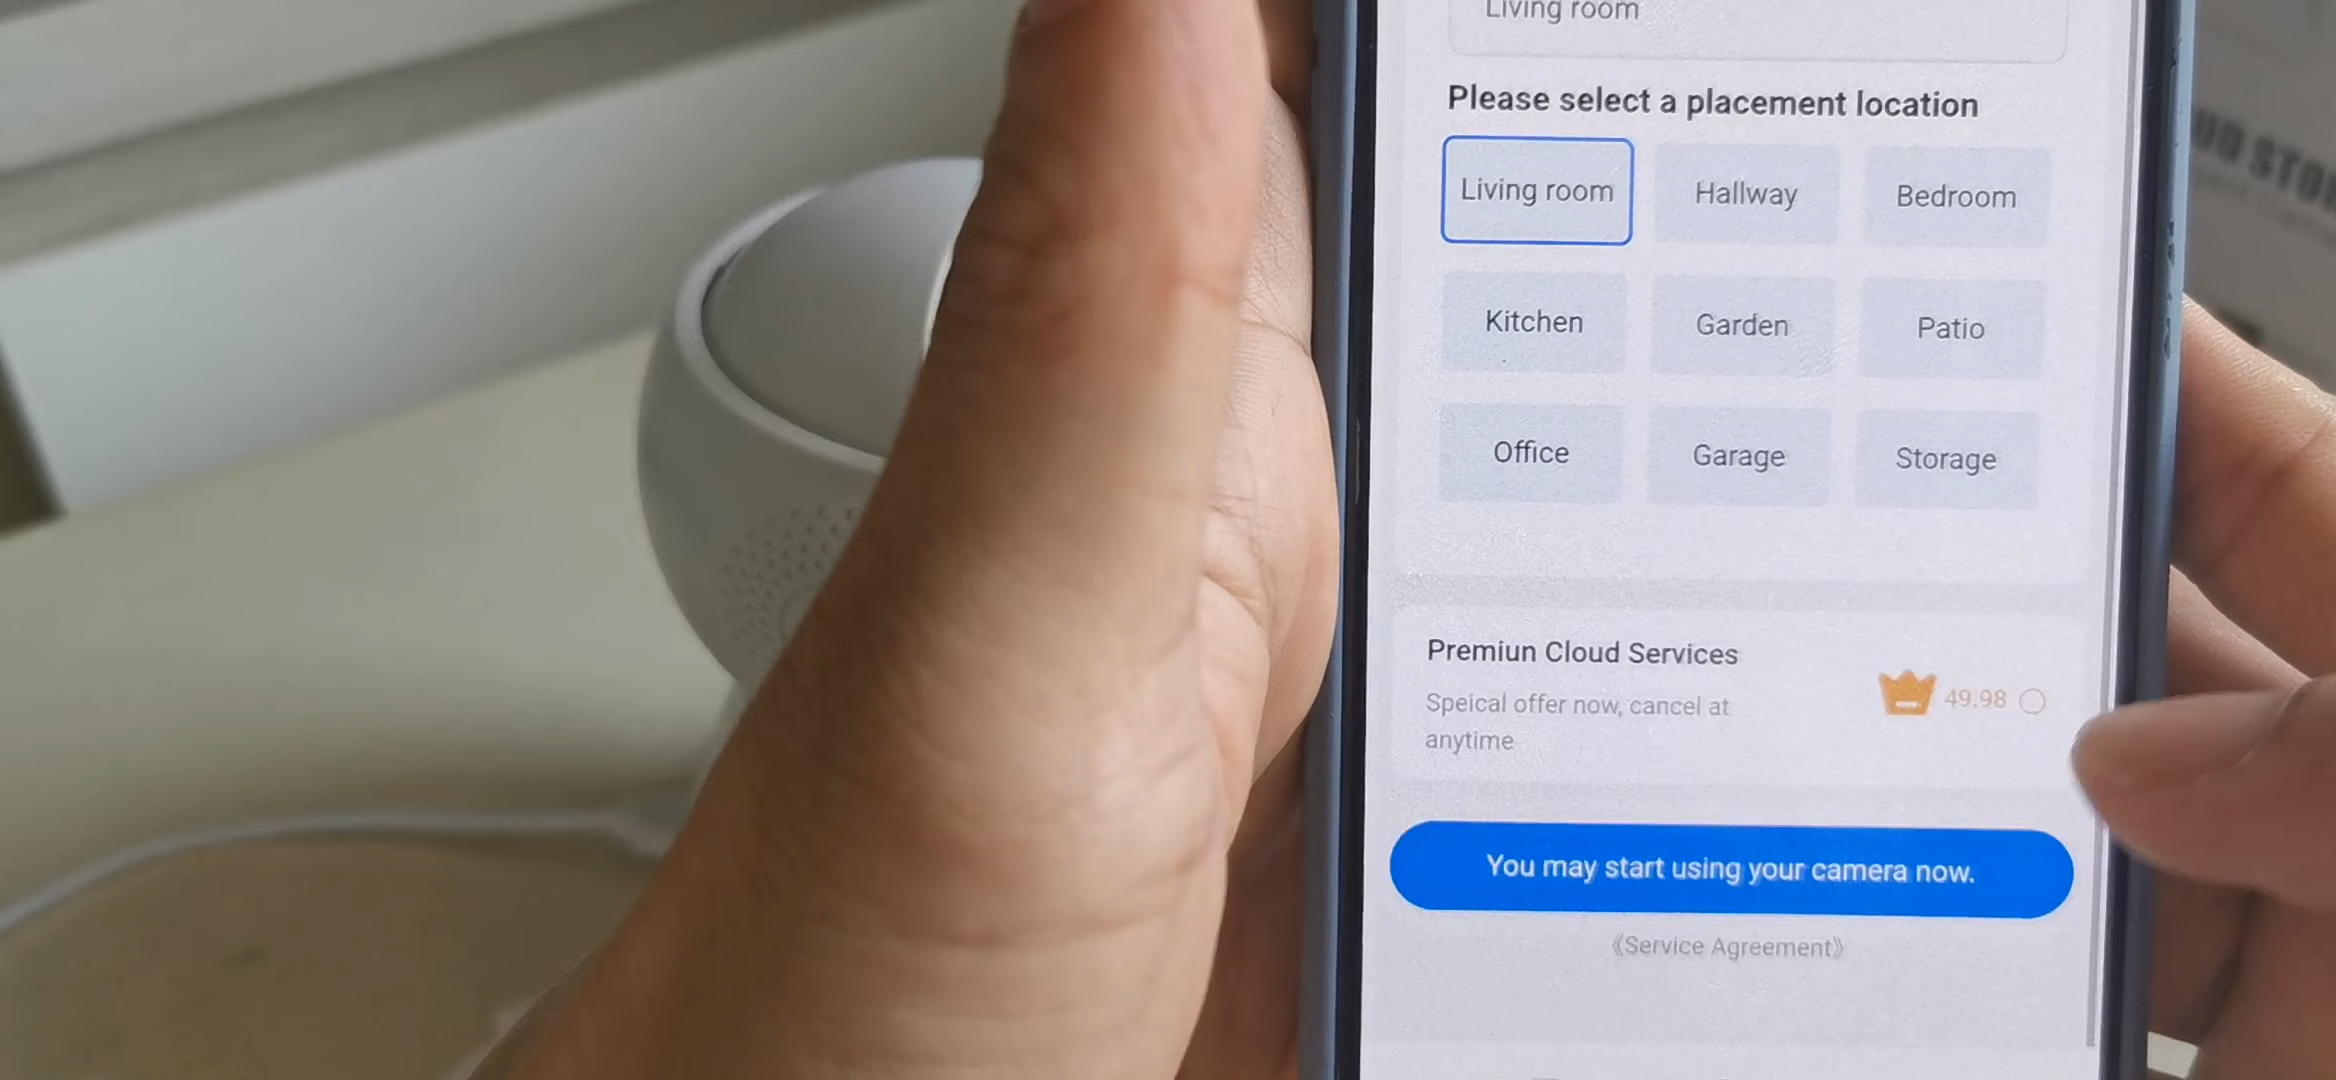 Living room
Please select a placement location
Living room
Hallway
Bedroom
Kitchen
Garden
Patio
Office
Garage
Storage
Premiun Cloud Services
Speical offer now, cancel at
anytime
49.98
You may start using your camera now.
《Service Agreement》